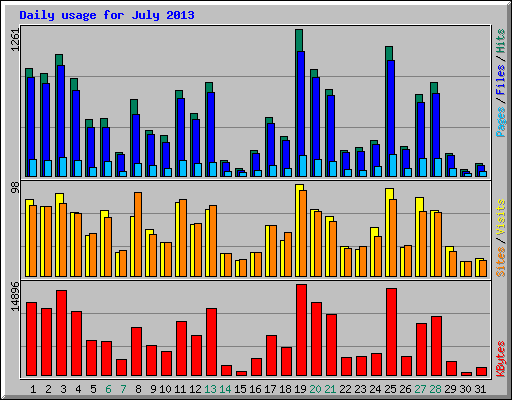 Daily usage for July 2013
1261
Pages / Files / Hits
98
Sites / Visits
14896
KBytes
1 2 3 4 5 6 7 8 9 10 11 12 13 14 15 16 17 18 19 20 21 22 23 24 25 26 27 28 29 30 31